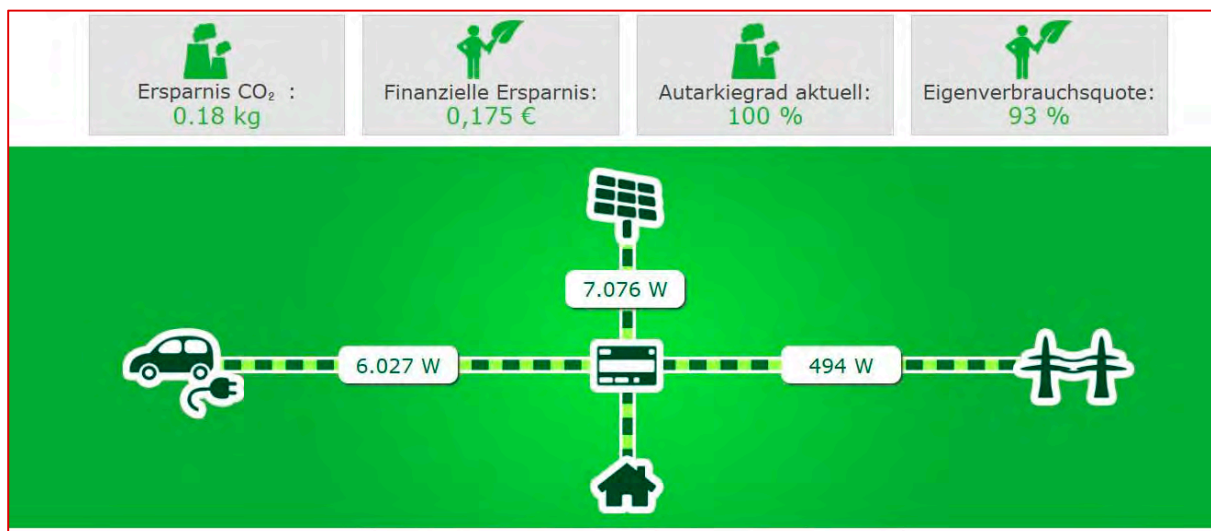 Ersparnis CO₂ :
0.18 kg
Finanzielle Ersparnis:
0,175 €
Autarkiegrad aktuell:
100 %
Eigenverbrauchsquote:
93 %
7.076 W
6.027 W
494 W